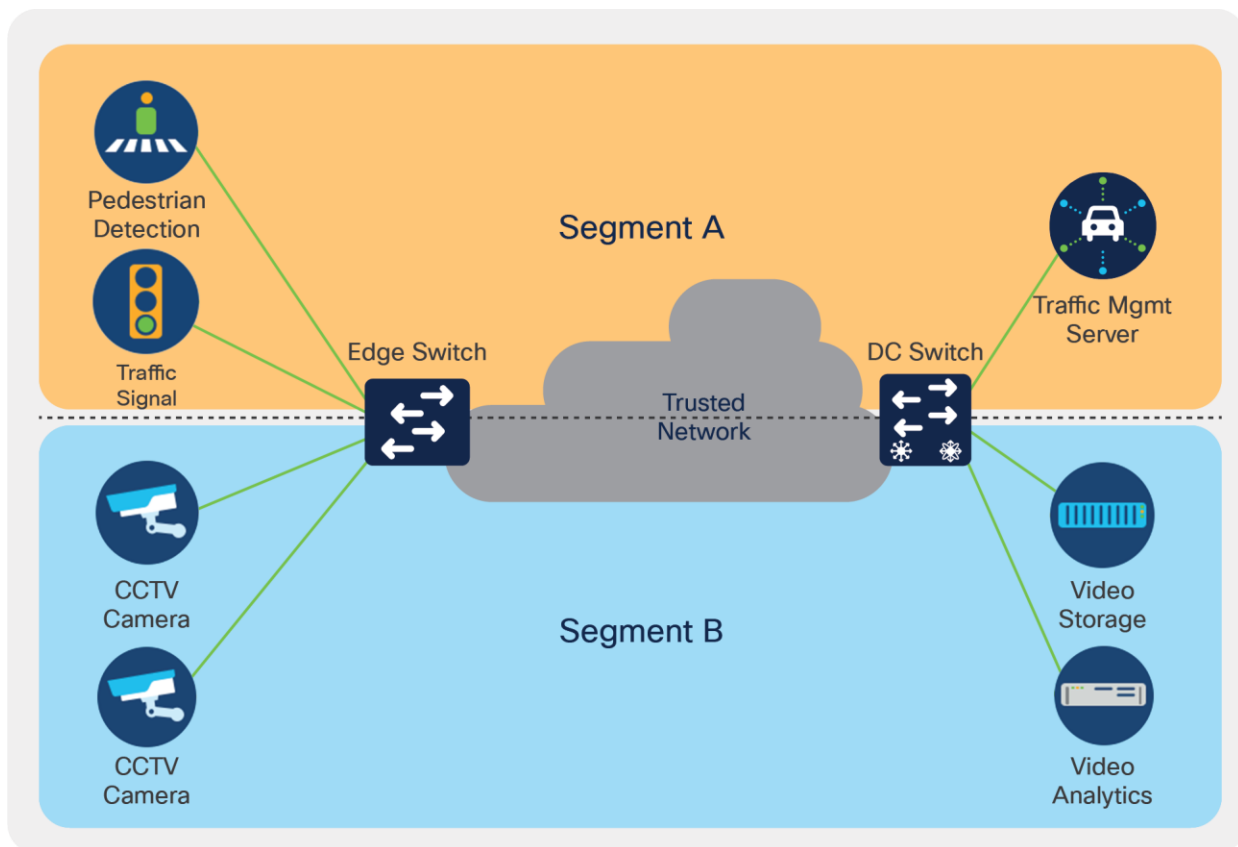 Pedestrian
Detection
Segment A
Traffic Mgmt
Server
Traffic
Signal
Edge Switch
DC Switch
Trusted
Network
CCTV
Camera
Video
Storage
Segment B
CCTV
Camera
Video
Analytics